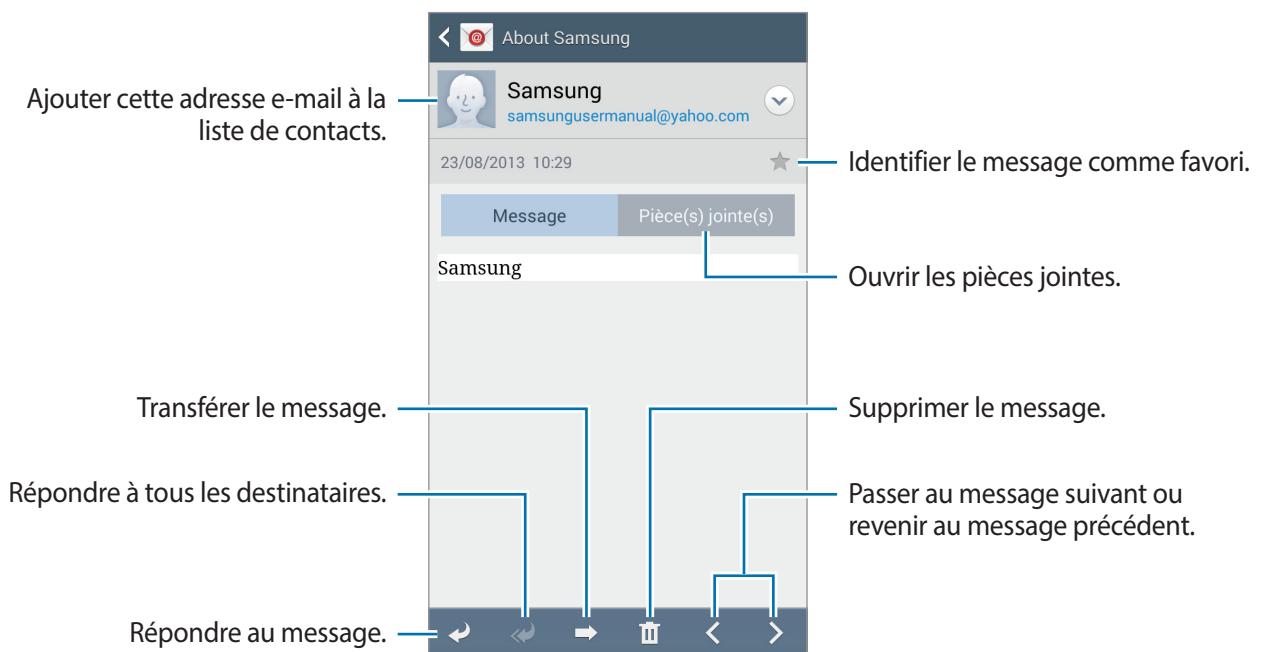 About Samsung
Samsung
samsungusermanual@yahoo.com
Ajouter cette adresse e-mail à la
liste de contacts.
23/08/2013 10:29
Identifier le message comme favori.
Message
Pièce(s) jointe(s)
Samsung
Ouvrir les pièces jointes.
Transférer le message.
Supprimer le message.
Répondre à tous les destinataires.
Passer au message suivant ou
revenir au message précédent.
Répondre au message.